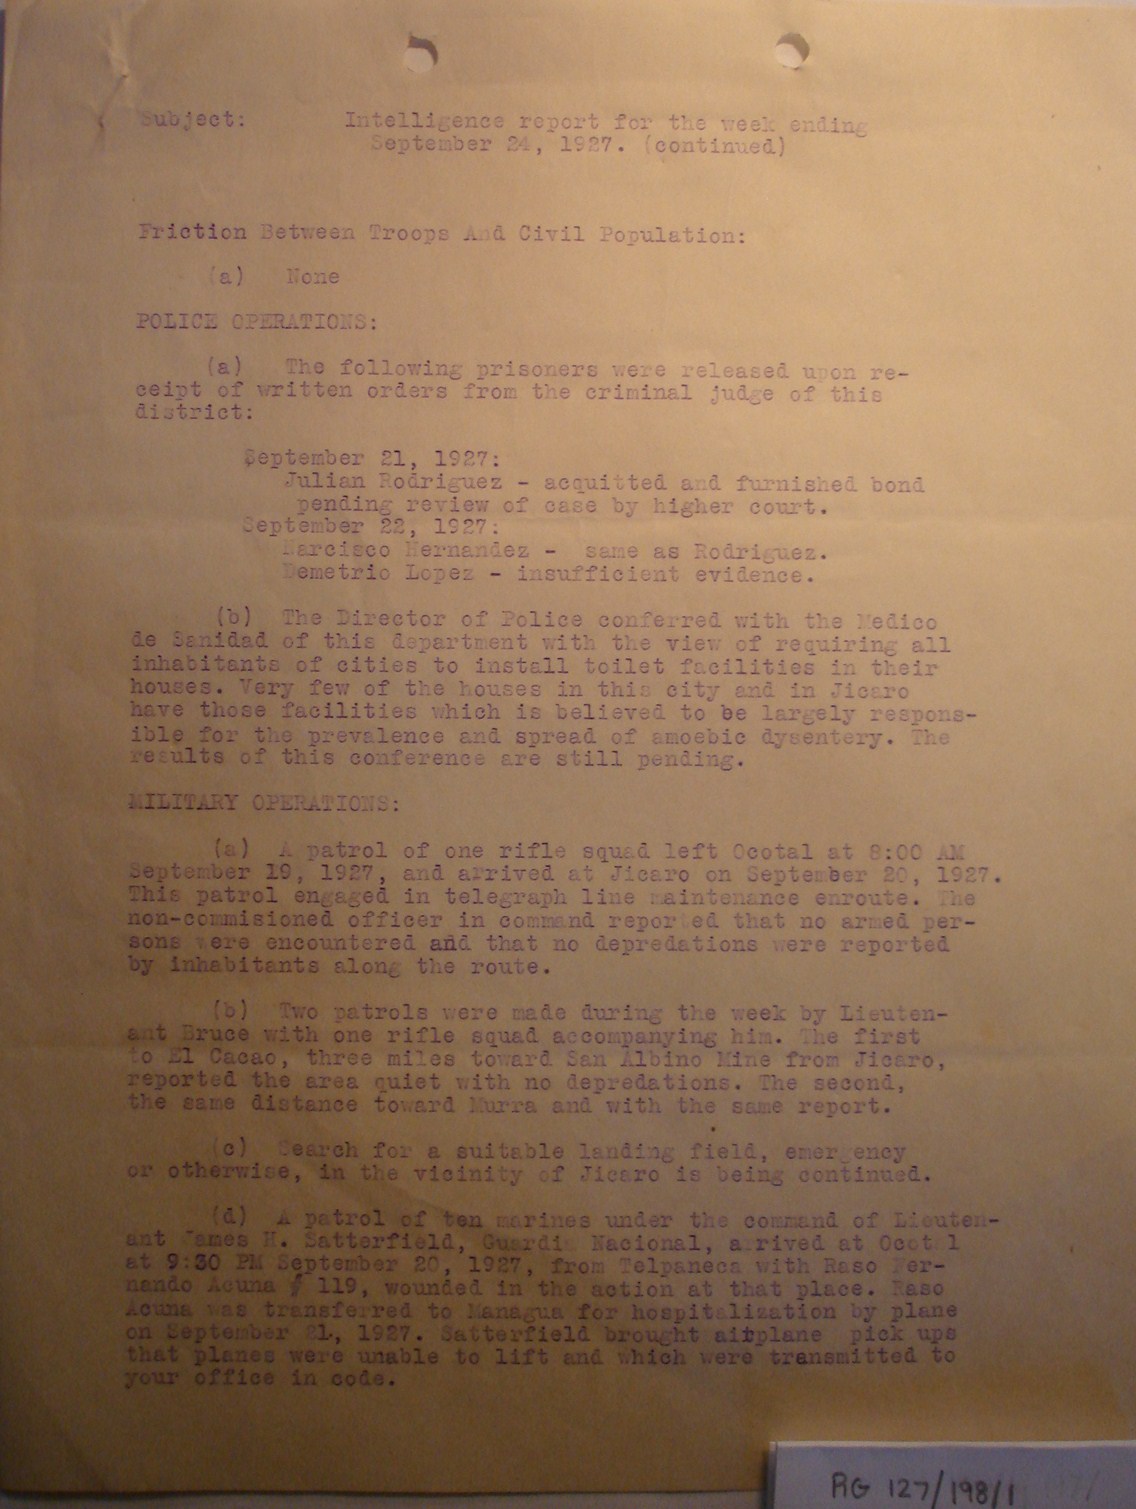 Subject: Intelligence report for the week ending
September 24, 1927. (continued)
Friction Between Troops And Civil Population:
(a) None
POLICE OPERATIONS:
(a) The following prisoners were released upon re-
ceipt of written orders from the criminal judge of this
district:
September 21, 1927:
Julian Rodriguez - acquitted and furnished bond
pending review of case by higher court.
September 22, 1927:
Narcisco Hernandez - same as Rodriguez.
Demetrio Lopez - insufficient evidence.
(b) The Director of Police conferred with the Medico
de Sanidad of this department with the view of requiring all
inhabitants of cities to install toilet facilities in their
houses. Very few of the houses in this city and in Jicaro
have those facilities which is believed to be largely respons-
ible for the prevalence and spread of amoebic dysentery. The
results of this conference are still pending.
MILITARY OPERATIONS:
(a) A patrol of one rifle squad left Ocotal at 8:00 AM
September 19, 1927, and arrived at Jicaro on September 20, 1927.
This patrol engaged in telegraph line maintenance enroute. The
non-commisioned officer in command reported that no armed per-
sons were encountered and that no depredations were reported
by inhabitants along the route.
(b) Two patrols were made during the week by Lieuten-
ant Bruce with one rifle squad accompanying him. The first
to El Cacao, three miles toward San Albino Mine from Jicaro,
reported the area quiet with no depredations. The second,
the same distance toward Murra and with the same report.
(c) Search for a suitable landing field, emergency
or otherwise, in the vicinity of Jicaro is being continued.
(d) A patrol of ten marines under the command of Lieuten-
ant James H. Satterfield, Guardia Nacional, arrived at Ocotal
at 9:30 PM September 20, 1927, from Telpaneca with Raso Fer-
nando Acuna # 119, wounded in the action at that place. Raso
Acuna was transferred to Managua for hospitalization by plane
on September 21, 1927. Satterfield brought airplane pick ups
that planes were unable to lift and which were transmitted to
your office in code.
RG 127/198/1